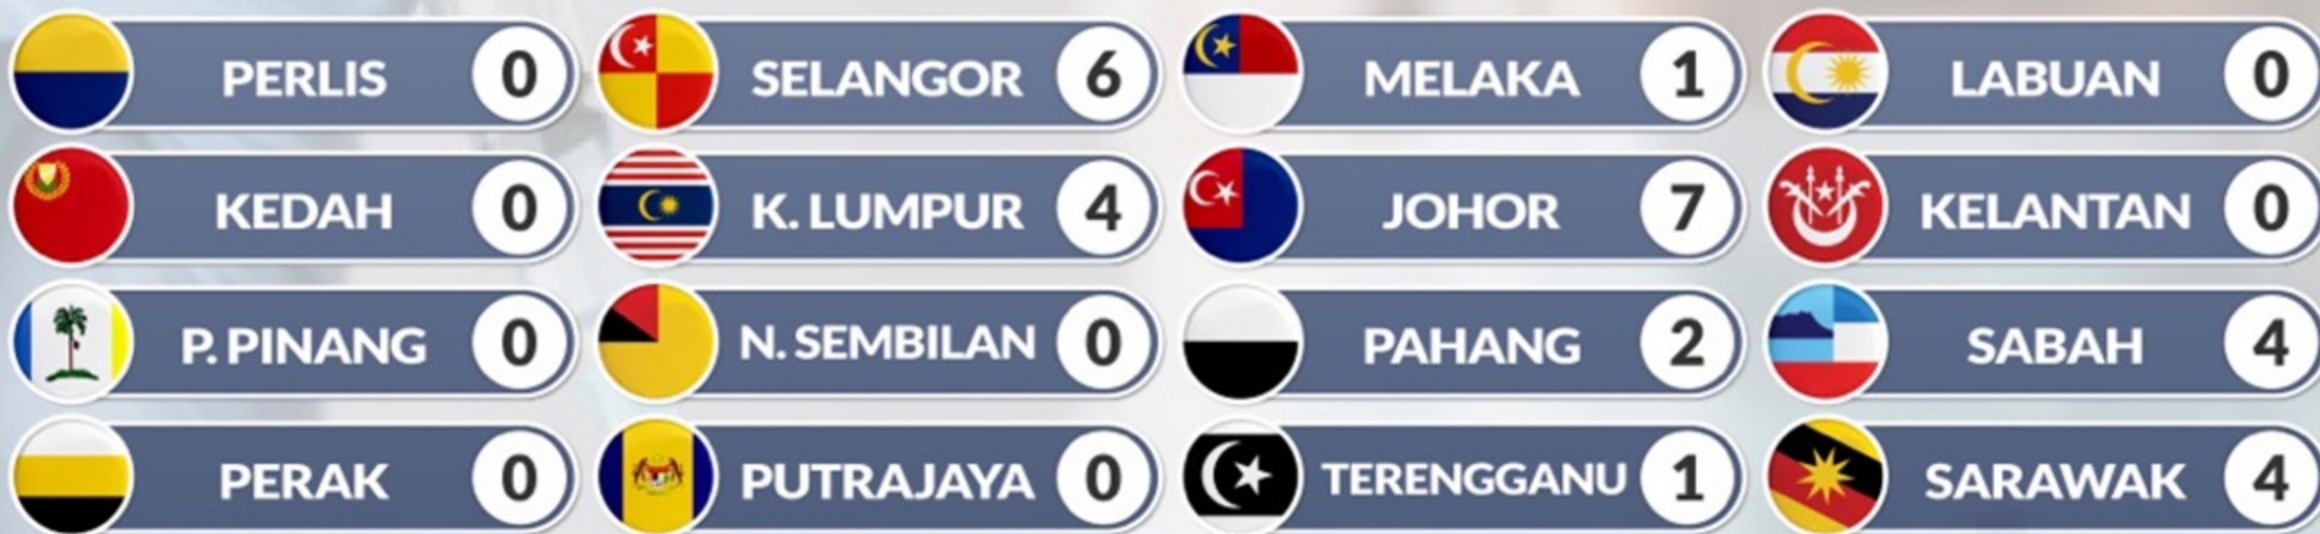 PERLIS 0
SELANGOR 6
MELAKA 1
LABUAN 0
KEDAH 0
K. LUMPUR 4
JOHOR 7
KELANTAN 0
P. PINANG 0
N. SEMBILAN 0
PAHANG 2
SABAH 4
PERAK 0
PUTRAJAYA 0
TERENGGANU 1
SARAWAK 4